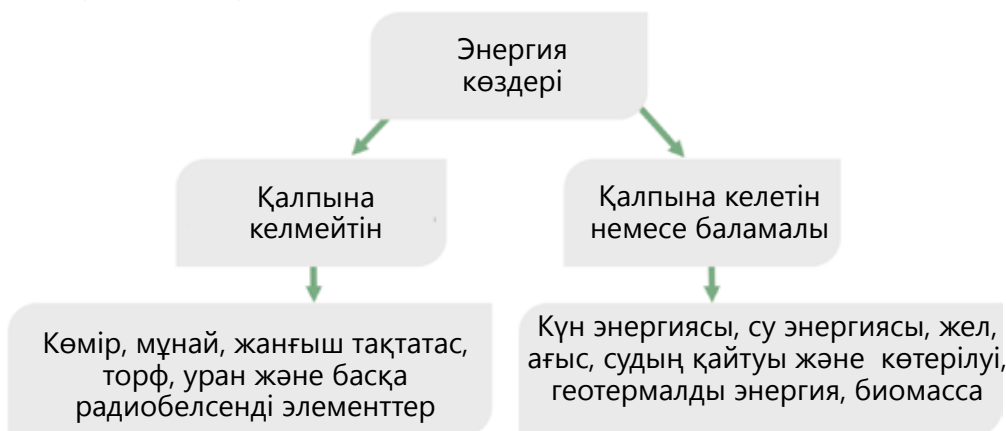 Энергия
көздері
Қалпына
келмейтін
Қалпына келетін
немесе баламалы
Көмір, мұнай, жанғыш тақтатас,
торф, уран және басқа
радиобелсенді элементтер
Күн энергиясы, су энергиясы, жел,
ағыс, судың қайтуы және көтерілуі,
геотермалды энергия, биомасса